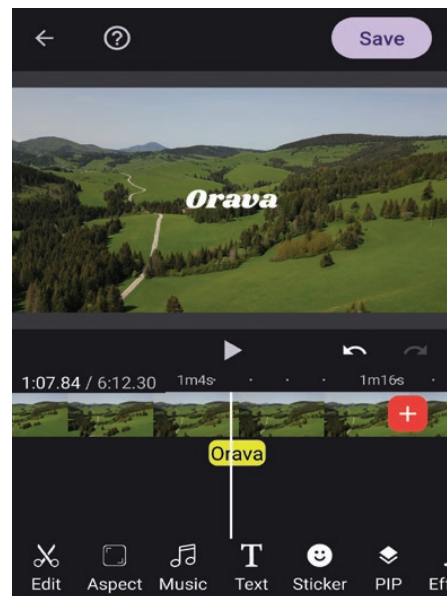 Save
Orava
1:07.84 / 6:12.30 1m4s 1m16s
Orava
Edit Aspect Music Text Sticker PIP